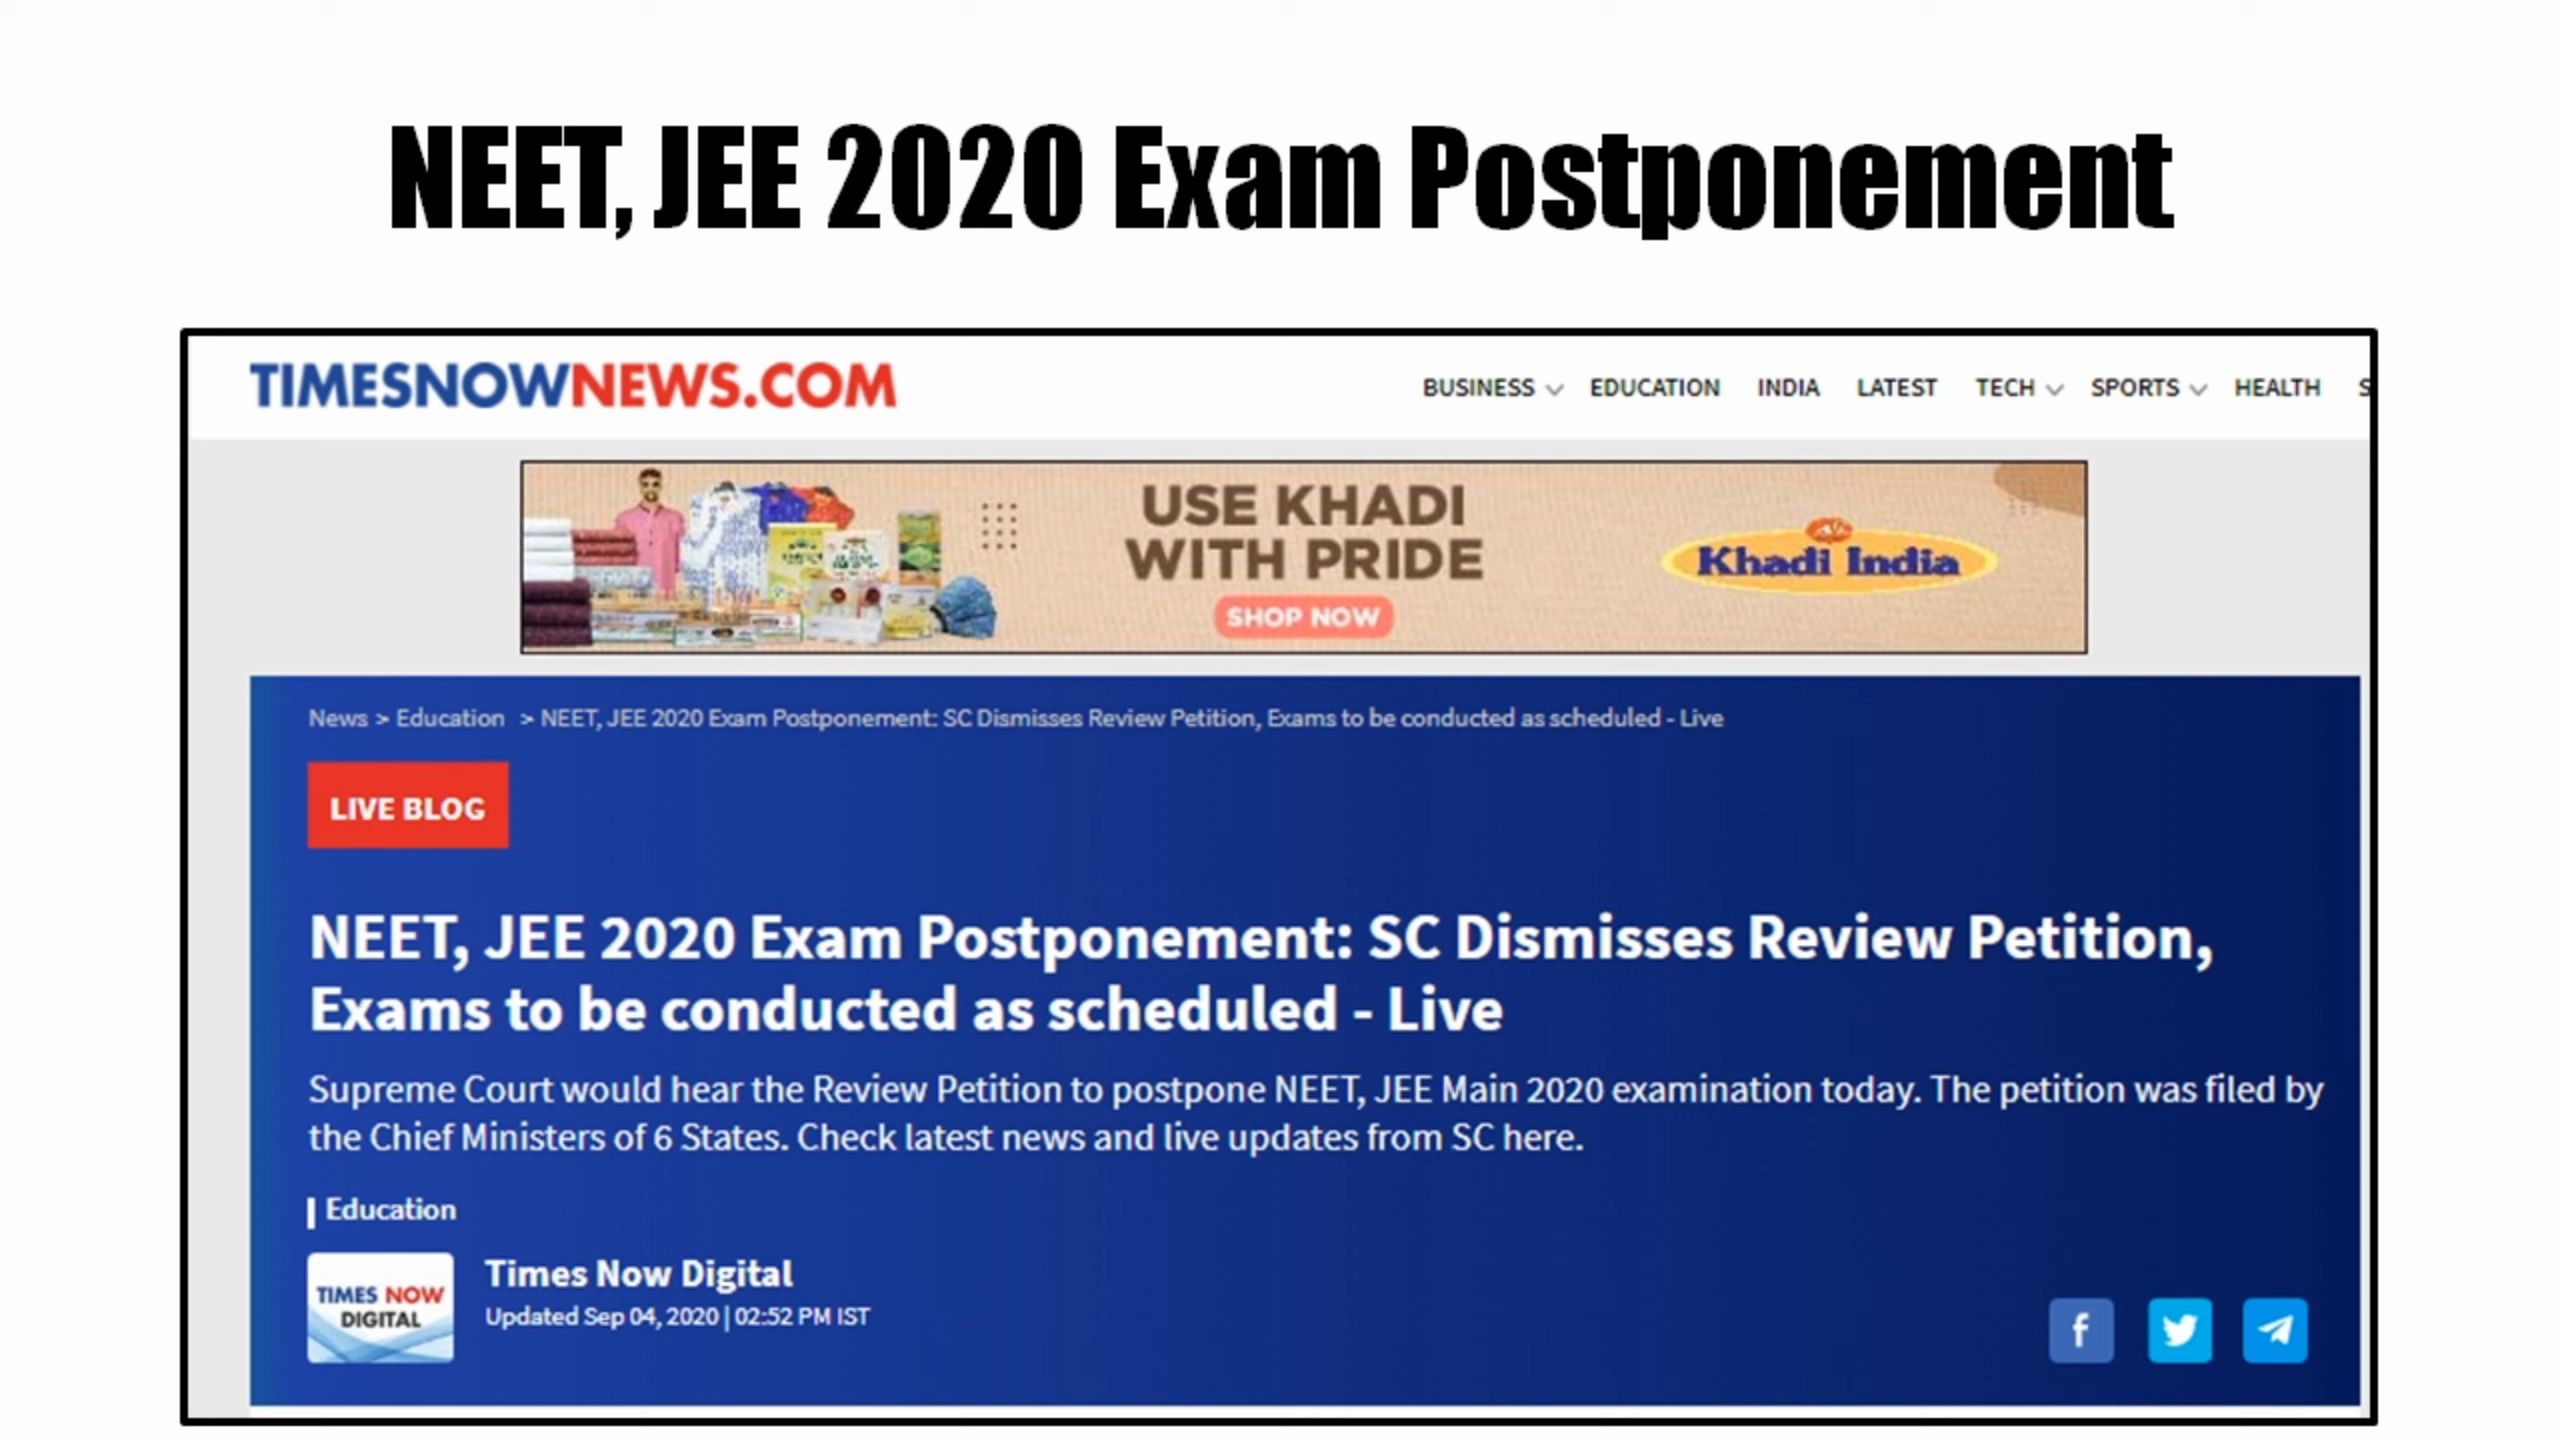 NEET, JEE 2020 Exam Postponement
TIMESNOWNEWS.COM
BUSINESS EDUCATION INDIA LATEST TECH SPORTS HEALTH S
USE KHADI
WITH PRIDE
SHOP NOW
Khadi India
News > Education > NEET, JEE 2020 Exam Postponement: SC Dismisses Review Petition, Exams to be conducted as scheduled - Live
LIVE BLOG
NEET, JEE 2020 Exam Postponement: SC Dismisses Review Petition,
Exams to be conducted as scheduled - Live
Supreme Court would hear the Review Petition to postpone NEET, JEE Main 2020 examination today. The petition was filed by
the Chief Ministers of 6 States. Check latest news and live updates from SC here.
Education
TIMES NOW
DIGITAL
Times Now Digital
Updated Sep 04, 2020 | 02:52 PM IST